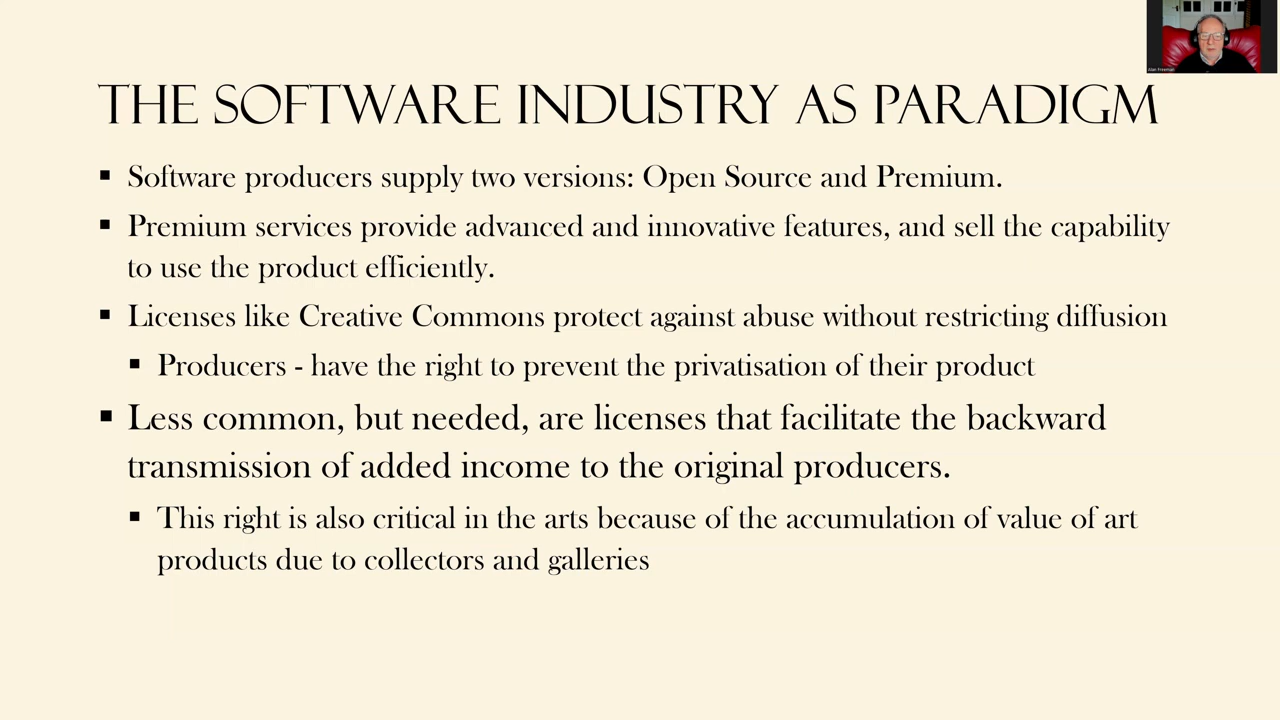 THE SOFTWARE INDUSTRY AS PARADIGM
▪ Software producers supply two versions: Open Source and Premium.
▪ Premium services provide advanced and innovative features, and sell the capability
to use the product efficiently.
▪ Licenses like Creative Commons protect against abuse without restricting diffusion
▪ Producers - have the right to prevent the privatisation of their product
▪ Less common, but needed, are licenses that facilitate the backward
transmission of added income to the original producers.
▪ This right is also critical in the arts because of the accumulation of value of art
products due to collectors and galleries
Alan Freeman